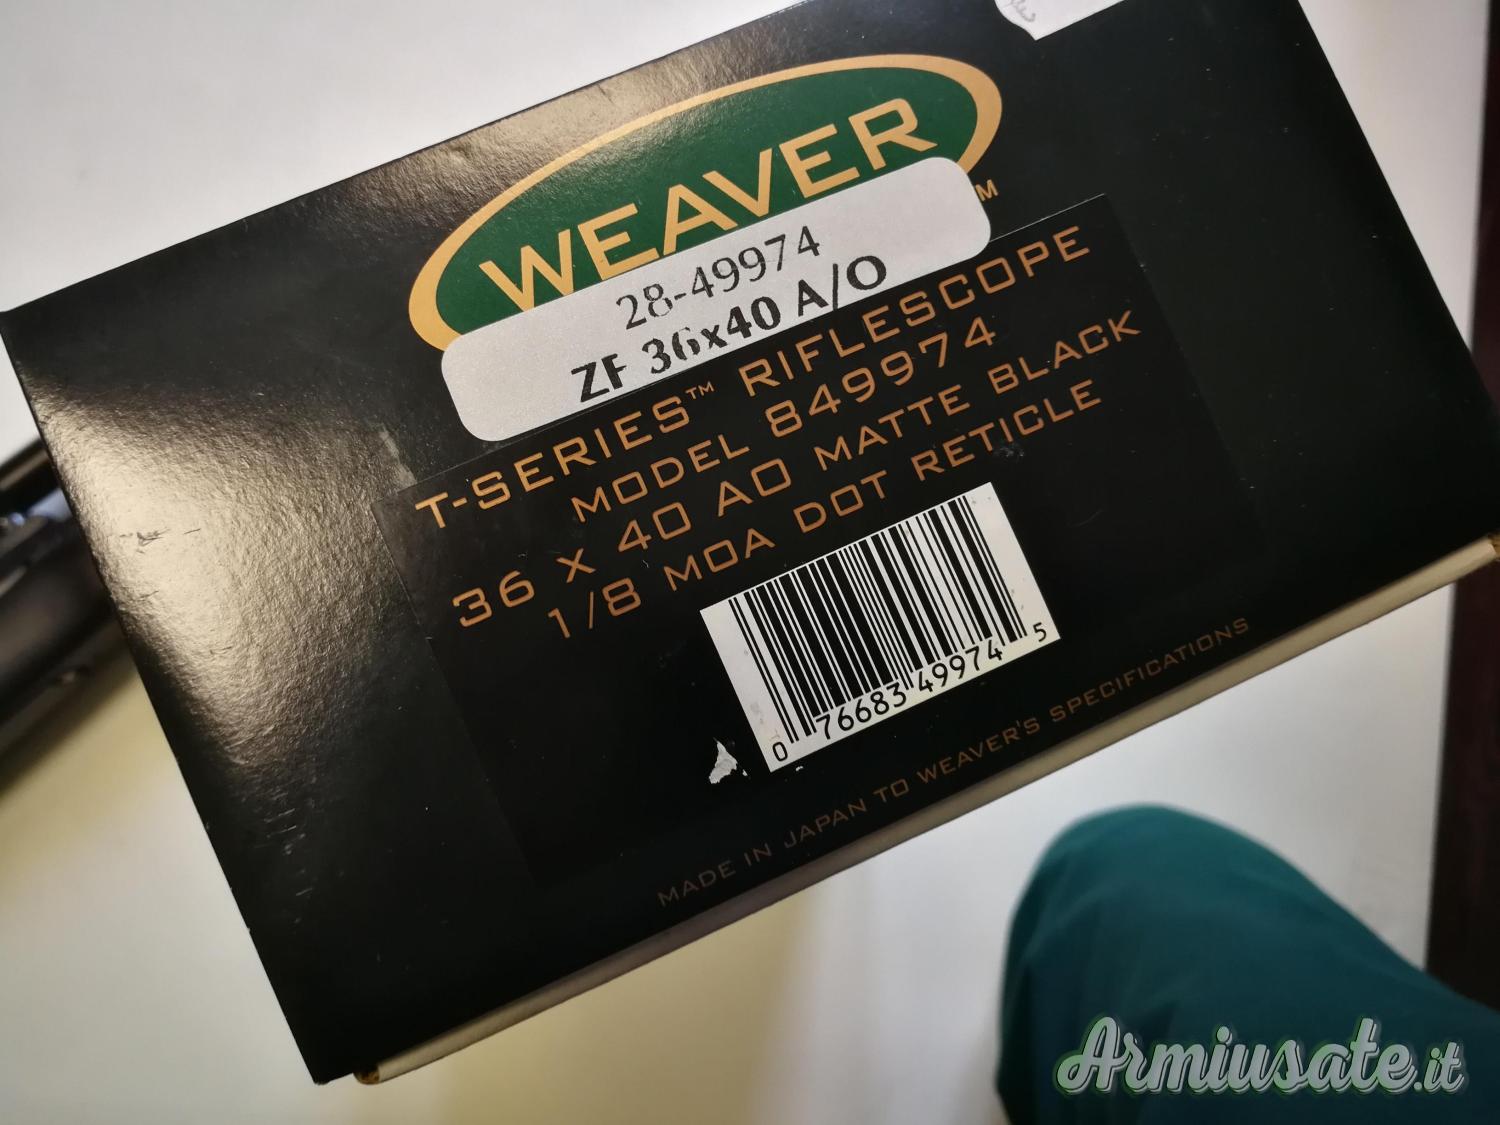 WEAVER
TM
28-49974
ZF 36x40 A/O
T-SERIES™ RIFLESCOPE
MODEL 849974
36 X 40 AO MATTE BLACK
1/8 MOA DOT RETICLE
0 76683 49974 5
MADE IN JAPAN TO WEAVER'S SPECIFICATIONS
Armiusate.it